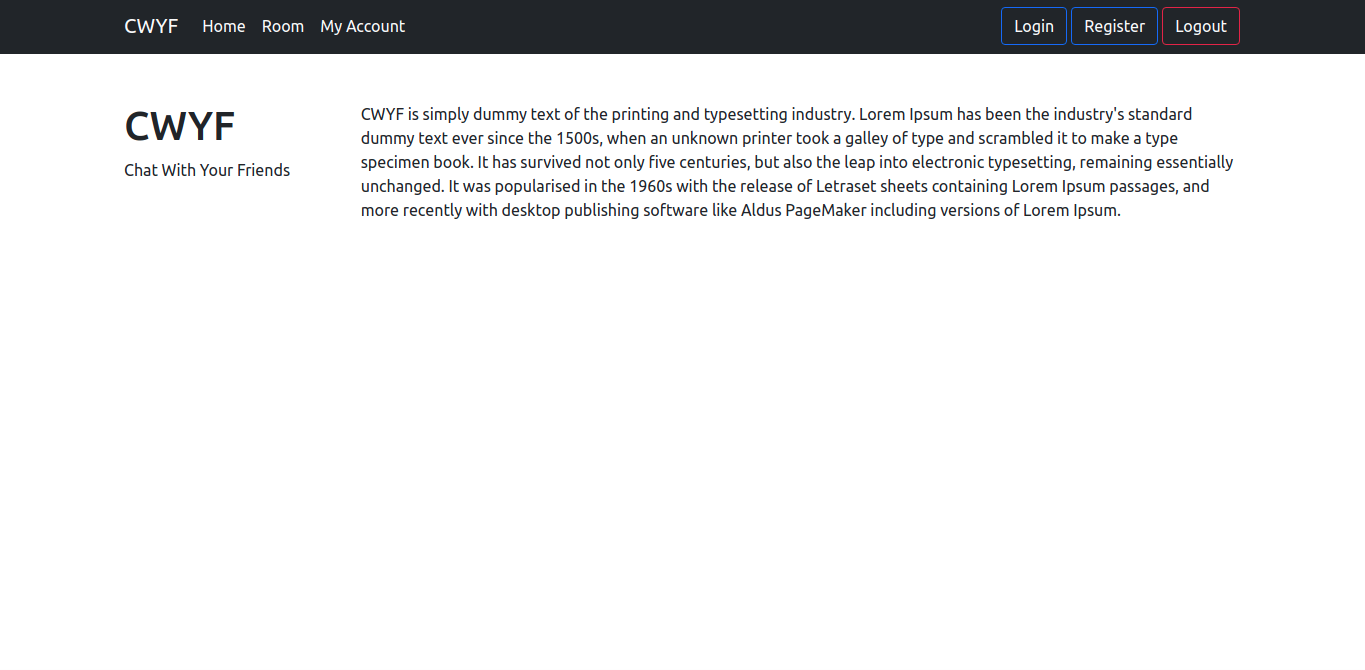 CWYF Home Room My Account Login Register Logout
CWYF
Chat With Your Friends
CWYF is simply dummy text of the printing and typesetting industry. Lorem Ipsum has been the industry's standard
dummy text ever since the 1500s, when an unknown printer took a galley of type and scrambled it to make a type
specimen book. It has survived not only five centuries, but also the leap into electronic typesetting, remaining essentially
unchanged. It was popularised in the 1960s with the release of Letraset sheets containing Lorem Ipsum passages, and
more recently with desktop publishing software like Aldus PageMaker including versions of Lorem Ipsum.